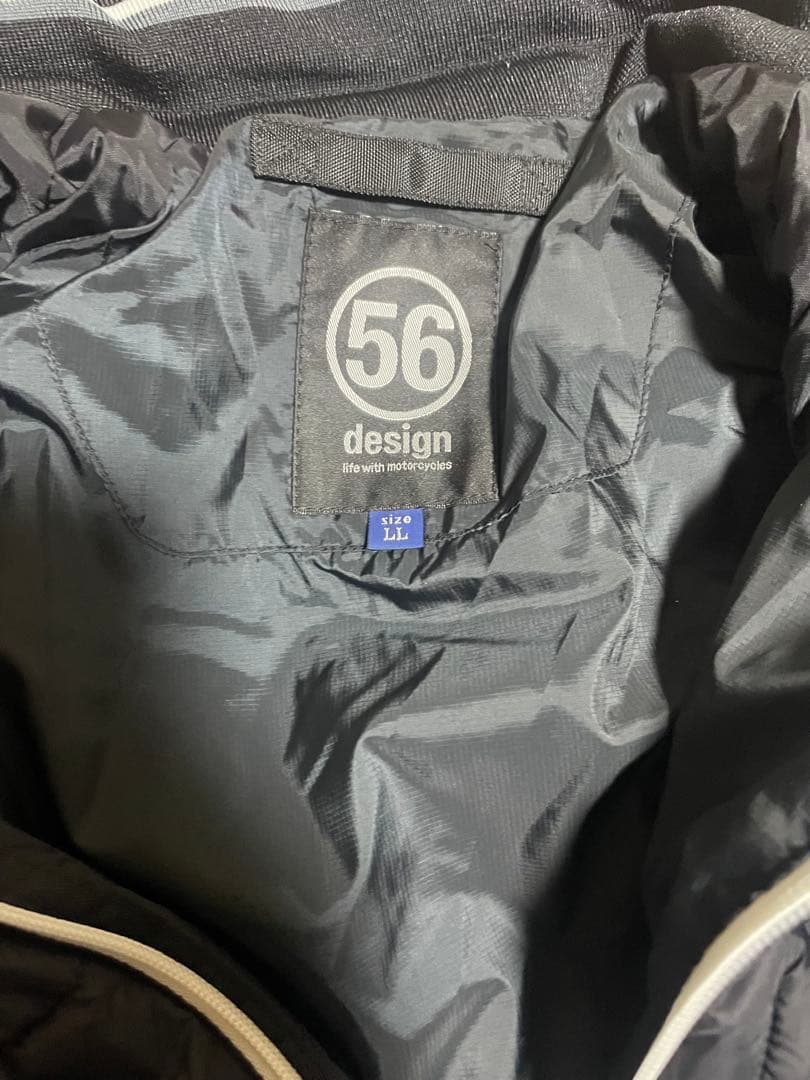 56
design
life with motorcycles
size
LL